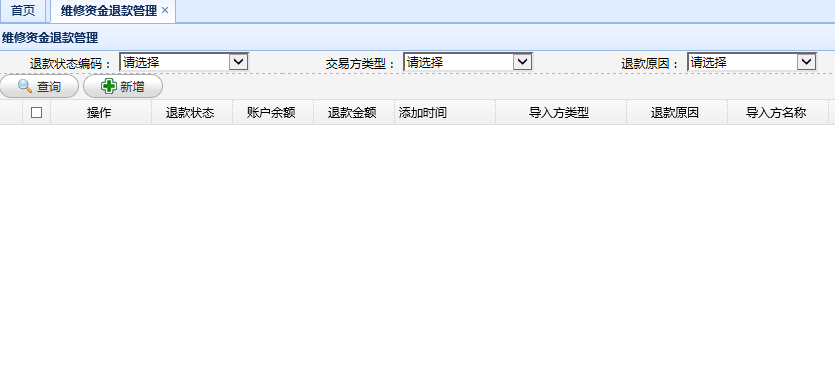 首页 维修资金退款管理 ×
维修资金退款管理
退款状态编码： 请选择 交易方类型： 请选择 退款原因： 请选择
查询 新增
操作 退款状态 账户余额 退款金额 添加时间 导入方类型 退款原因 导入方名称